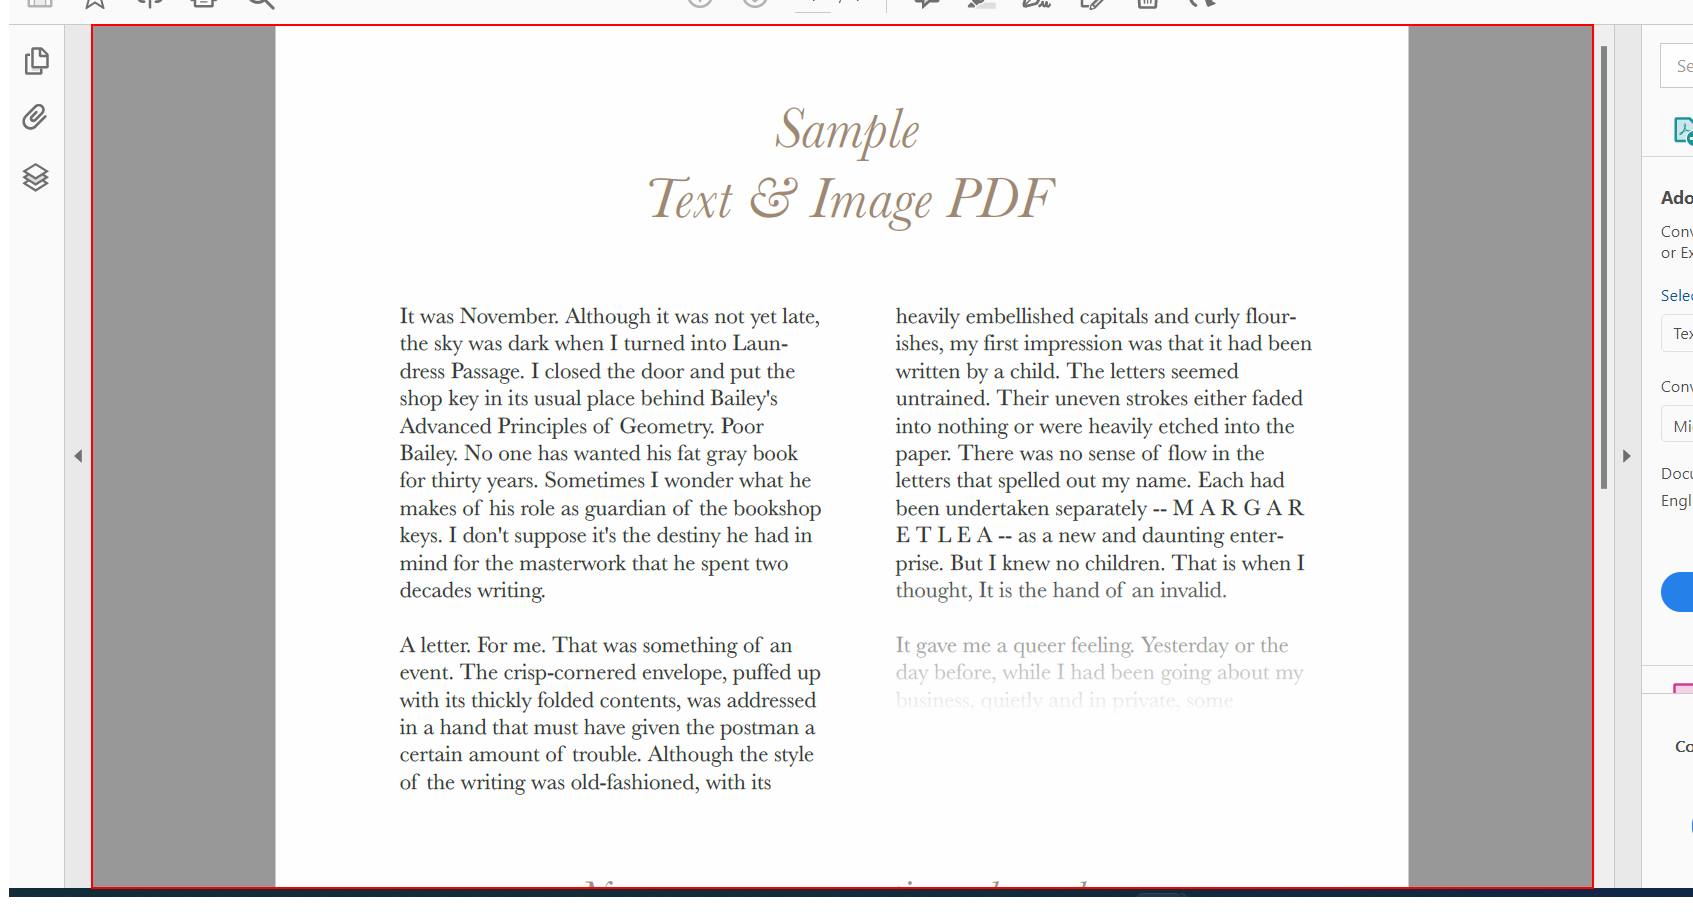 Sample
Text & Image PDF
It was November. Although it was not yet late,
the sky was dark when I turned into Laun-
dress Passage. I closed the door and put the
shop key in its usual place behind Bailey's
Advanced Principles of Geometry. Poor
Bailey. No one has wanted his fat gray book
for thirty years. Sometimes I wonder what he
makes of his role as guardian of the bookshop
keys. I don't suppose it's the destiny he had in
mind for the masterwork that he spent two
decades writing.
A letter. For me. That was something of an
event. The crisp-cornered envelope, puffed up
with its thickly folded contents, was addressed
in a hand that must have given the postman a
certain amount of trouble. Although the style
of the writing was old-fashioned, with its
heavily embellished capitals and curly flour-
ishes, my first impression was that it had been
written by a child. The letters seemed
untrained. Their uneven strokes either faded
into nothing or were heavily etched into the
paper. There was no sense of flow in the
letters that spelled out my name. Each had
been undertaken separately -- M A R G A R
E T L E A -- as a new and daunting enter-
prise. But I knew no children. That is when I
thought, It is the hand of an invalid.
It gave me a queer feeling. Yesterday or the
day before, while I had been going about my
business, quietly and in private, some
Se
Ado
Conv
or Ex
Selec
Tex
Conv
Mi
Docu
Engl
Co